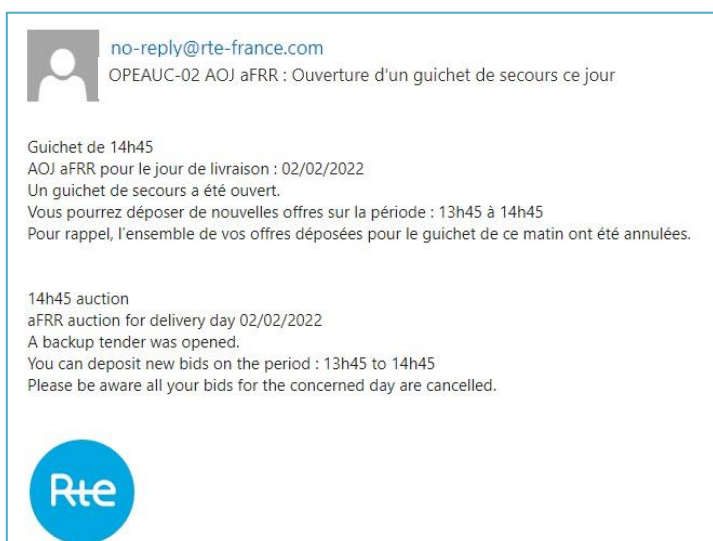 no-reply@rte-france.com
OPEAUC-02 AOJ aFRR : Ouverture d'un guichet de secours ce jour
Guichet de 14h45
AOJ aFRR pour le jour de livraison : 02/02/2022
Un guichet de secours a été ouvert.
Vous pourrez déposer de nouvelles offres sur la période : 13h45 à 14h45
Pour rappel, l'ensemble de vos offres déposées pour le guichet de ce matin ont été annulées.
14h45 auction
aFRR auction for delivery day 02/02/2022
A backup tender was opened.
You can deposit new bids on the period : 13h45 to 14h45
Please be aware all your bids for the concerned day are cancelled.
Rte